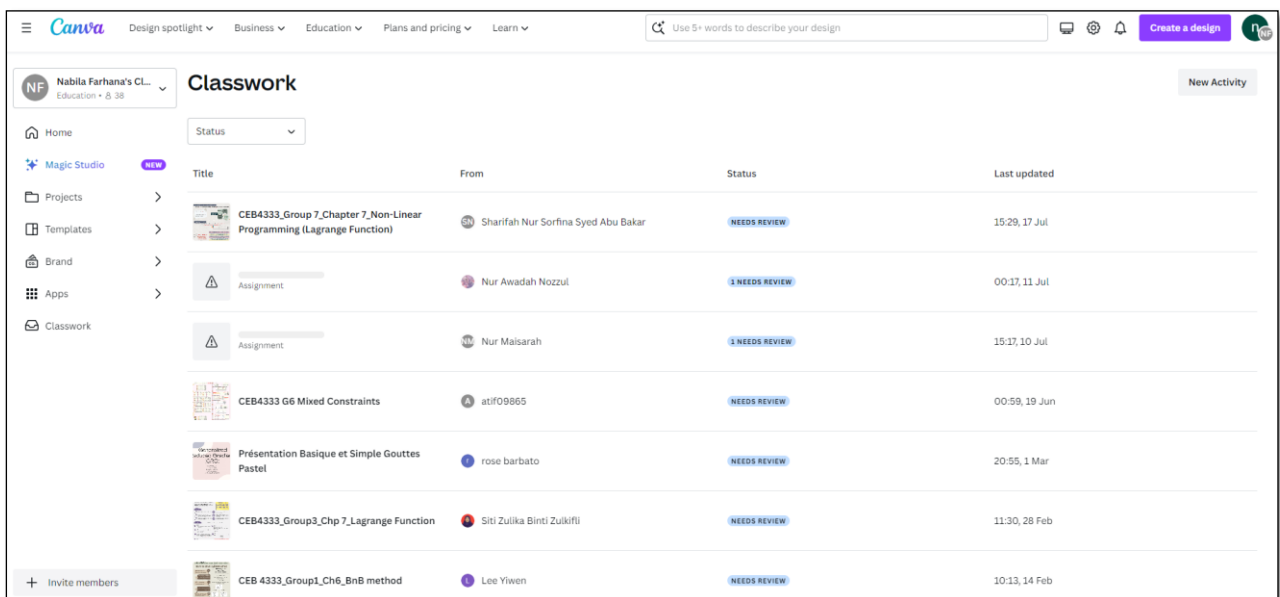 Canva Design spotlight Business Education Plans and pricing Learn Use 5+ words to describe your design Create a design n NF
NF Nabila Farhana's Cl...
Education • 38
Classwork
New Activity
Home
Magic Studio NEW
Projects
Templates
Brand
Apps
Classwork
Invite members
Status
Title From Status Last updated
CEB4333_Group 7_Chapter 7_Non-Linear
Programming (Lagrange Function)
SN Sharifah Nur Sorfina Syed Abu Bakar NEEDS REVIEW 15:29, 17 Jul
Assignment Nur Awadah Nozzul 1 NEEDS REVIEW 00:17, 11 Jul
Assignment NM Nur Maisarah 1 NEEDS REVIEW 15:17, 10 Jul
CEB4333 G6 Mixed Constraints A atif09865 NEEDS REVIEW 00:59, 19 Jun
Présentation Basique et Simple Gouttes
Pastel
rose barbato NEEDS REVIEW 20:55, 1 Mar
CEB4333_Group3_Chp 7_Lagrange Function Siti Zulika Binti Zulkifli NEEDS REVIEW 11:30, 28 Feb
CEB 4333_Group1_Ch6_BnB method L Lee Yiwen NEEDS REVIEW 10:13, 14 Feb